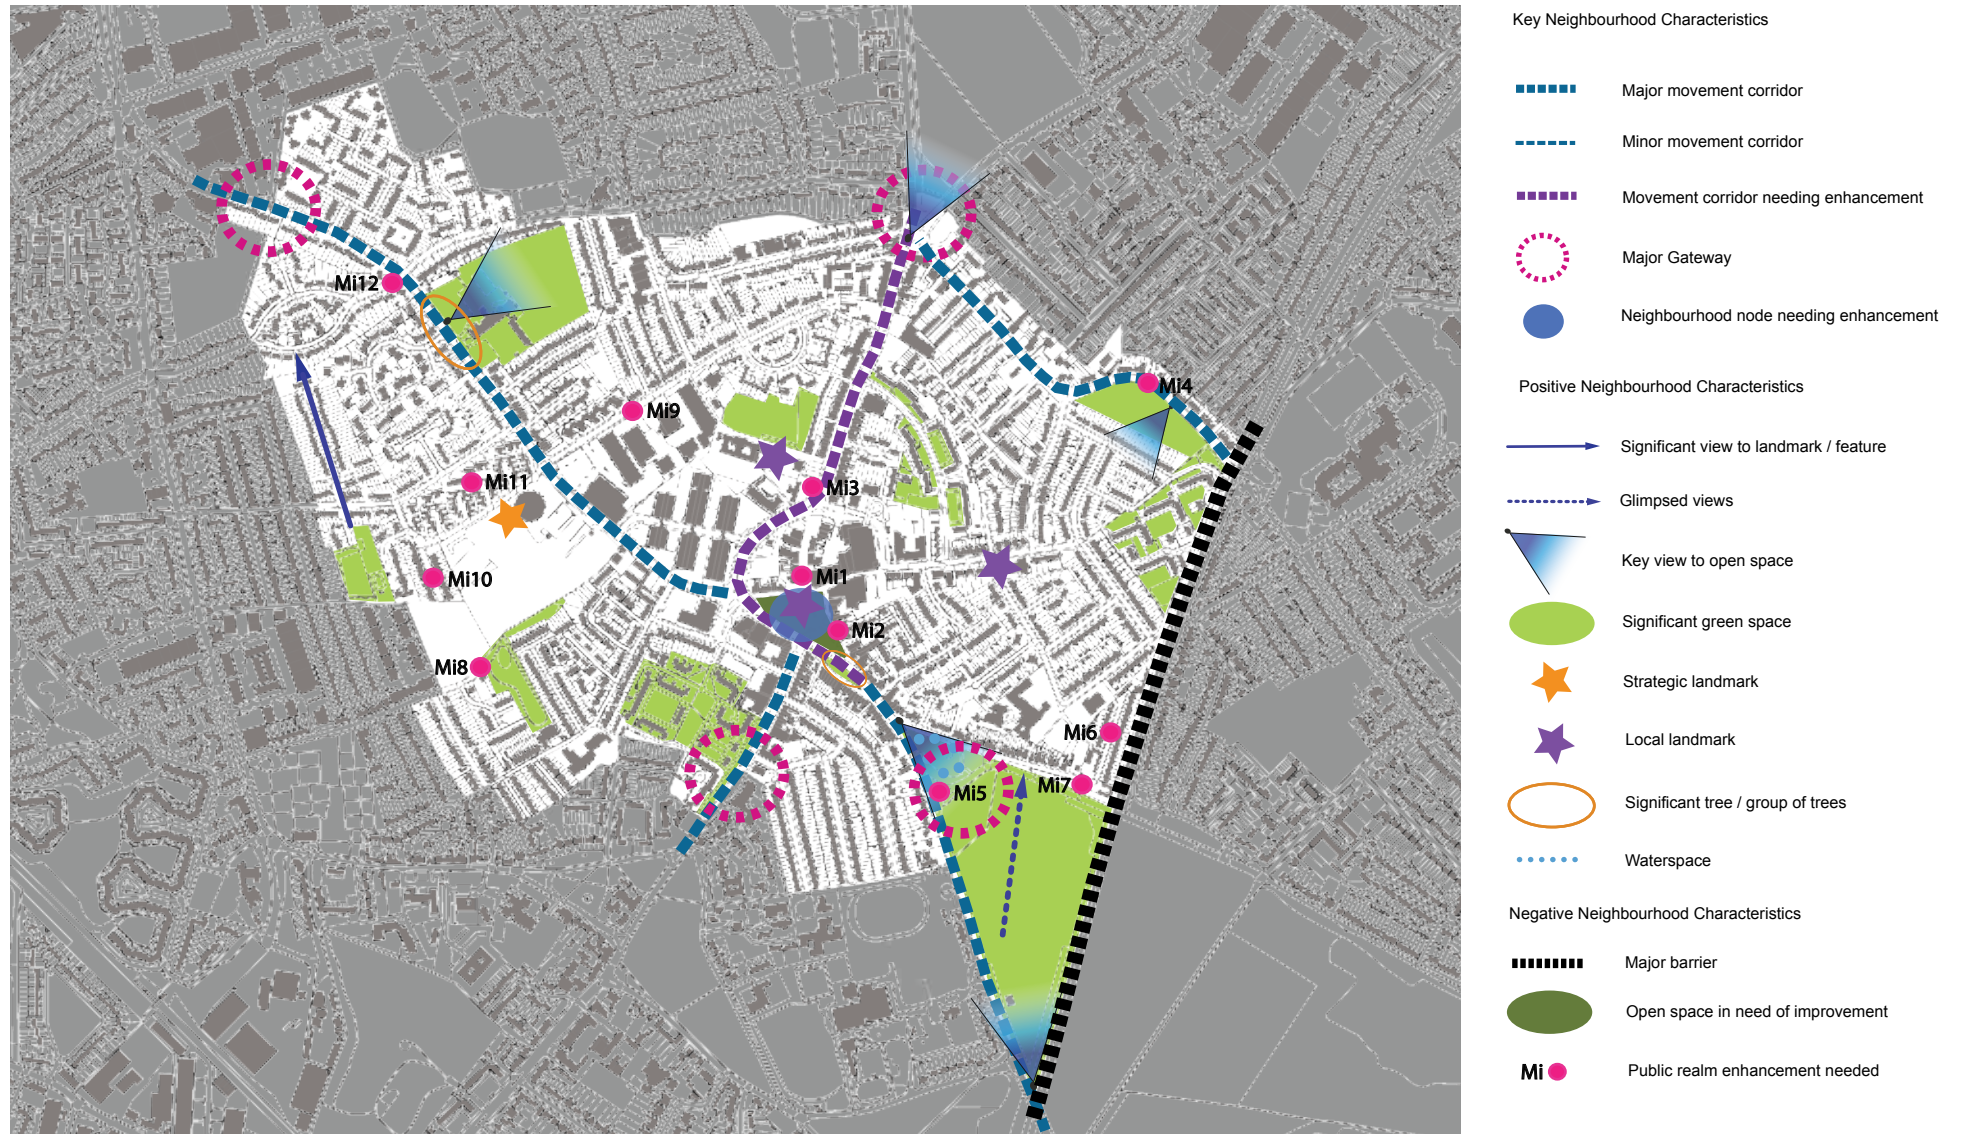 Key Neighbourhood Characteristics
Major movement corridor
Minor movement corridor
Movement corridor needing enhancement
Major Gateway
Neighbourhood node needing enhancement
Positive Neighbourhood Characteristics
Significant view to landmark / feature
Glimpsed views
Key view to open space
Significant green space
Strategic landmark
Local landmark
Significant tree / group of trees
Waterspace
Negative Neighbourhood Characteristics
Major barrier
Open space in need of improvement
Mi Public realm enhancement needed
Mi12
Mi4
Mi9
Mi11
Mi3
Mi10
Mi1
Mi2
Mi8
Mi6
Mi7
Mi5